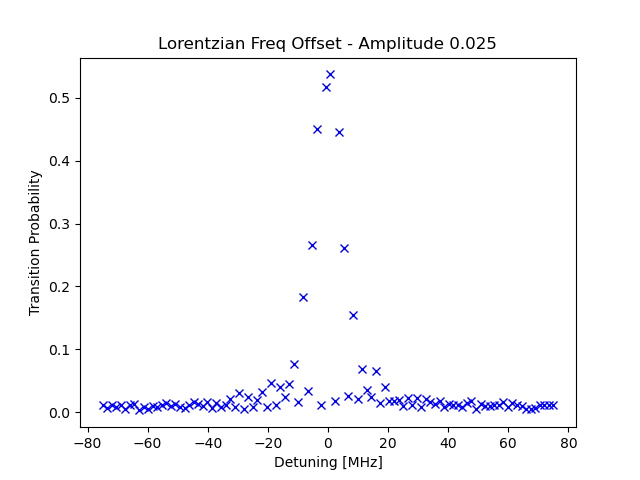 Lorentzian Freq Offset - Amplitude 0.025
Transition Probability
0.5
0.4
0.3
0.2
0.1
0.0
−80 −60 −40 −20 0 20 40 60 80
Detuning [MHz]